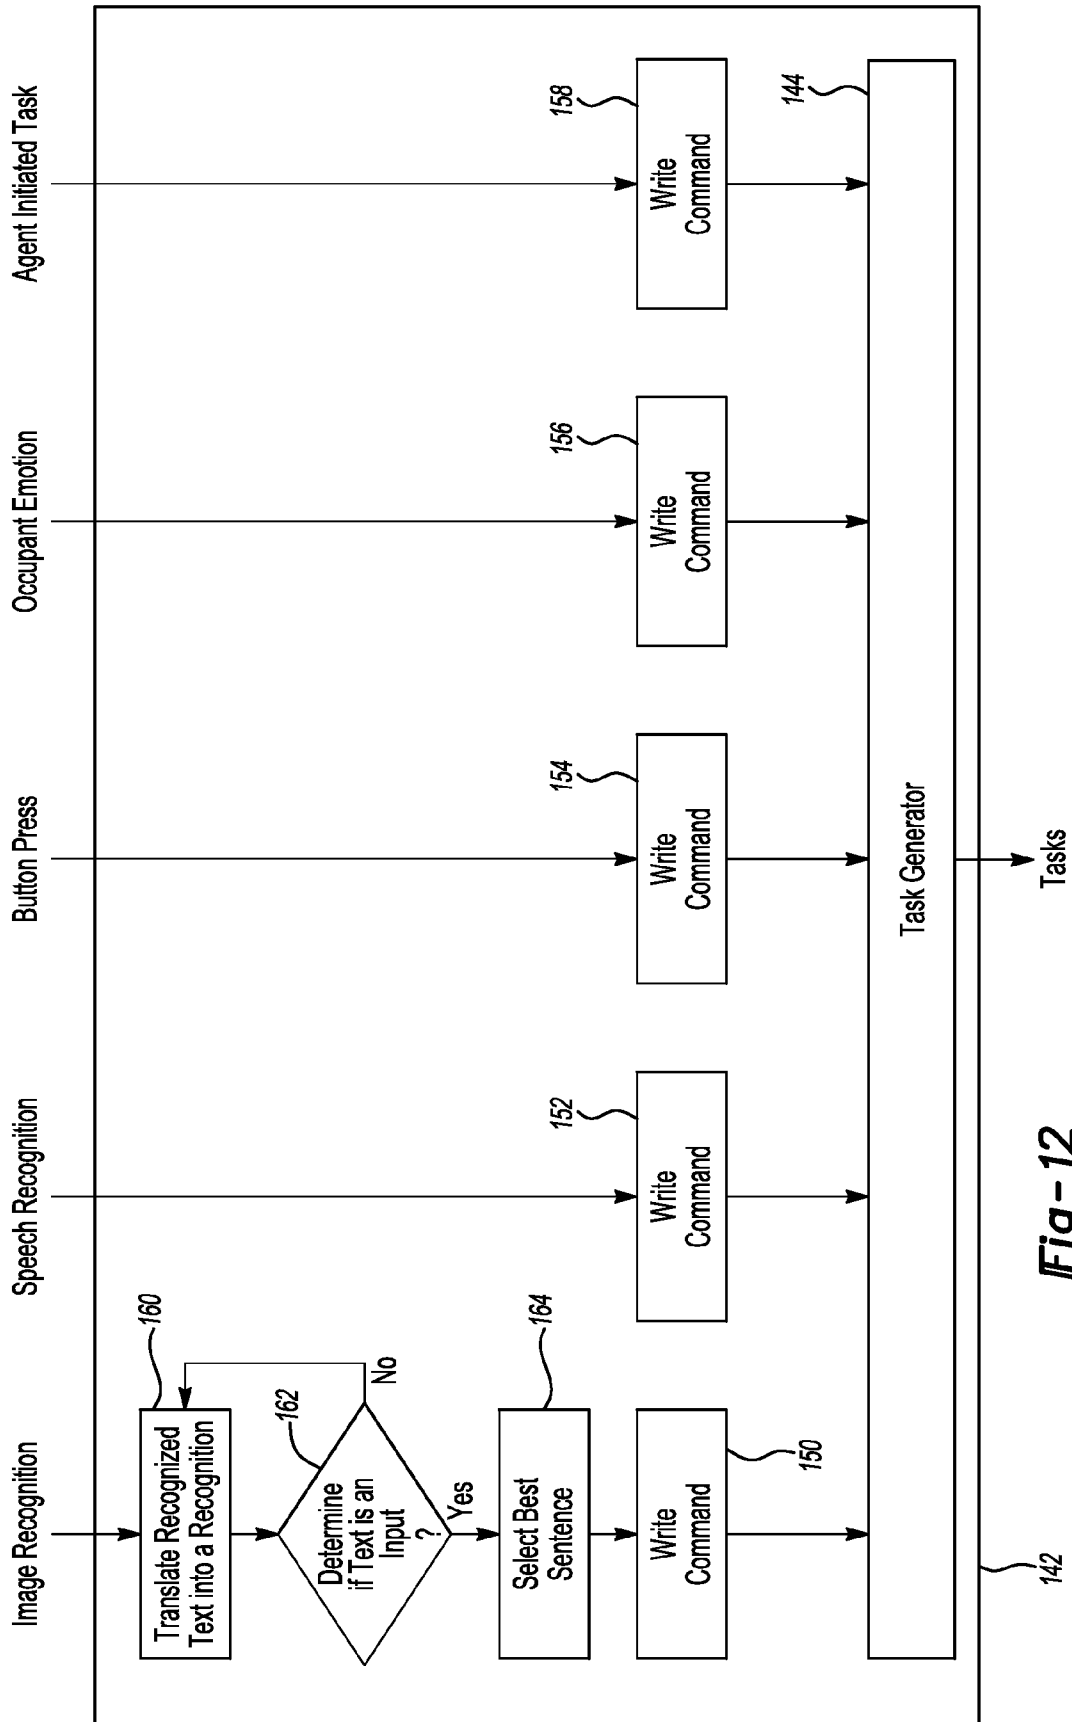 Image Recognition
Speech Recognition
Button Press
Occupant Emotion
Agent Initiated Task
160
Translate Recognized
Text into a Recognition
162
Determine
if Text is an
Input
?
No
Yes
164
Select Best
Sentence
150
Write
Command
152
Write
Command
154
Write
Command
156
Write
Command
158
Write
Command
144
Task Generator
142
Tasks
Fig-12